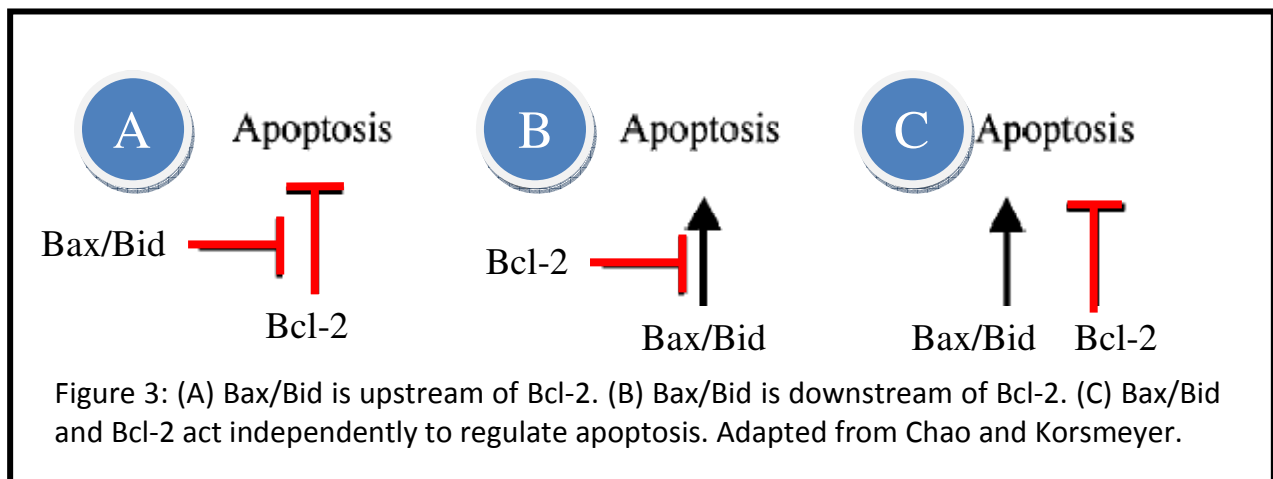 A
Apoptosis
Bax/Bid
Bcl-2
B
Apoptosis
Bcl-2
Bax/Bid
C
Apoptosis
Bax/Bid
Bcl-2
Figure 3: (A) Bax/Bid is upstream of Bcl-2. (B) Bax/Bid is downstream of Bcl-2. (C) Bax/Bid
and Bcl-2 act independently to regulate apoptosis. Adapted from Chao and Korsmeyer.